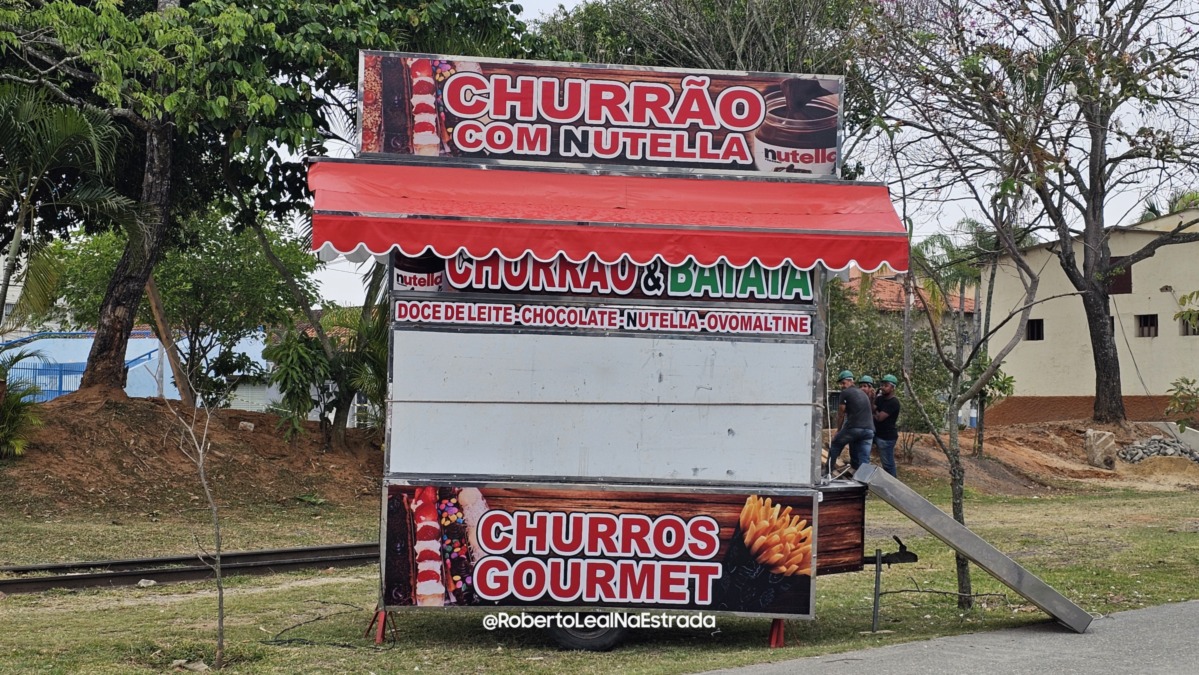 CHURRÃO
COM NUTELLA
nutella
nutella
CHURRÃO & BATATA
DOCE DE LEITE - CHOCOLATE - NUTELLA - OVOMALTINE
CHURROS
GOURMET
@RobertoLealNaEstrada